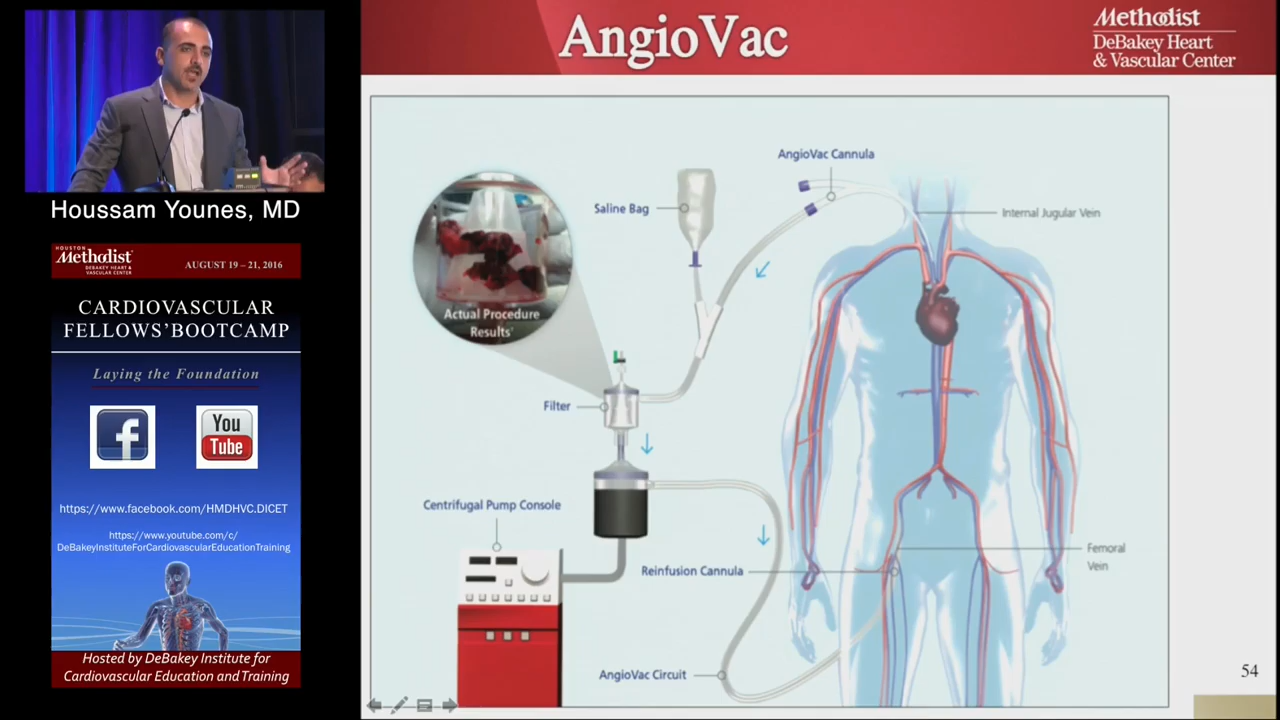 Houssam Younes, MD
HOUSTON
Methodist
DEBAKEY HEART &
VASCULAR CENTER
AUGUST 19 – 21, 2016
CARDIOVASCULAR
FELLOWS'BOOTCAMP
Laying the Foundation
f
You
Tube
https://www.facebook.com/HMDHVC.DICET
https://www.youtube.com/c/
DeBakeyInstituteForCardiovascularEducationTraining
Hosted by DeBakey Institute for
Cardiovascular Education and Training
AngioVac
Methodist
DeBakey Heart
& Vascular Center
AngioVac Cannula
Saline Bag
Internal Jugular Vein
Actual Procedure
Results
Filter
Centrifugal Pump Console
Reinfusion Cannula
Femoral
Vein
AngioVac Circuit
54